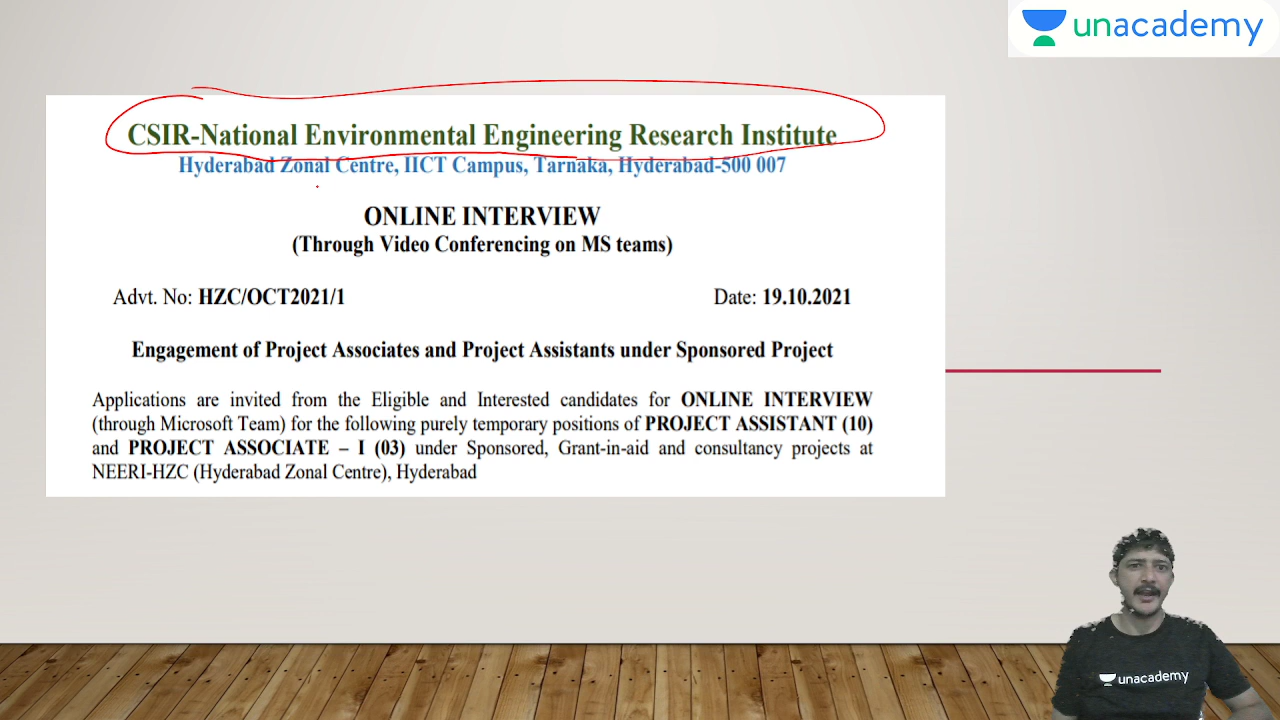 unacademy
CSIR-National Environmental Engineering Research Institute
Hyderabad Zonal Centre, IICT Campus, Tarnaka, Hyderabad-500 007
ONLINE INTERVIEW
(Through Video Conferencing on MS teams)
Advt. No: HZC/OCT2021/1 Date: 19.10.2021
Engagement of Project Associates and Project Assistants under Sponsored Project
Applications are invited from the Eligible and Interested candidates for ONLINE INTERVIEW
(through Microsoft Team) for the following purely temporary positions of PROJECT ASSISTANT (10)
and PROJECT ASSOCIATE – I (03) under Sponsored, Grant-in-aid and consultancy projects at
NEERI-HZC (Hyderabad Zonal Centre), Hyderabad
unacademy